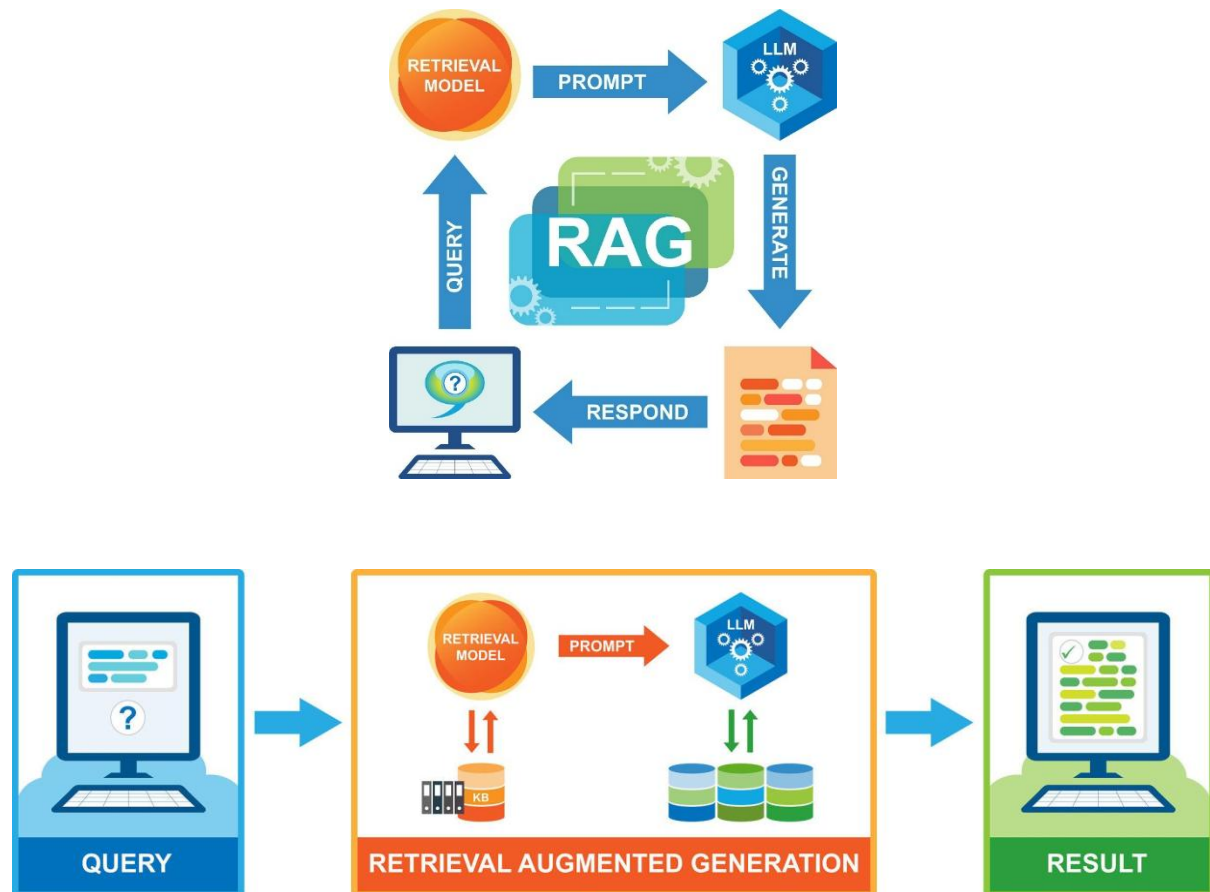 RETRIEVAL
MODEL
PROMPT
LLM
QUERY
RAG
GENERATE
?
RESPOND
RETRIEVAL
MODEL
PROMPT
LLM
?
KB
QUERY
RETRIEVAL AUGMENTED GENERATION
RESULT